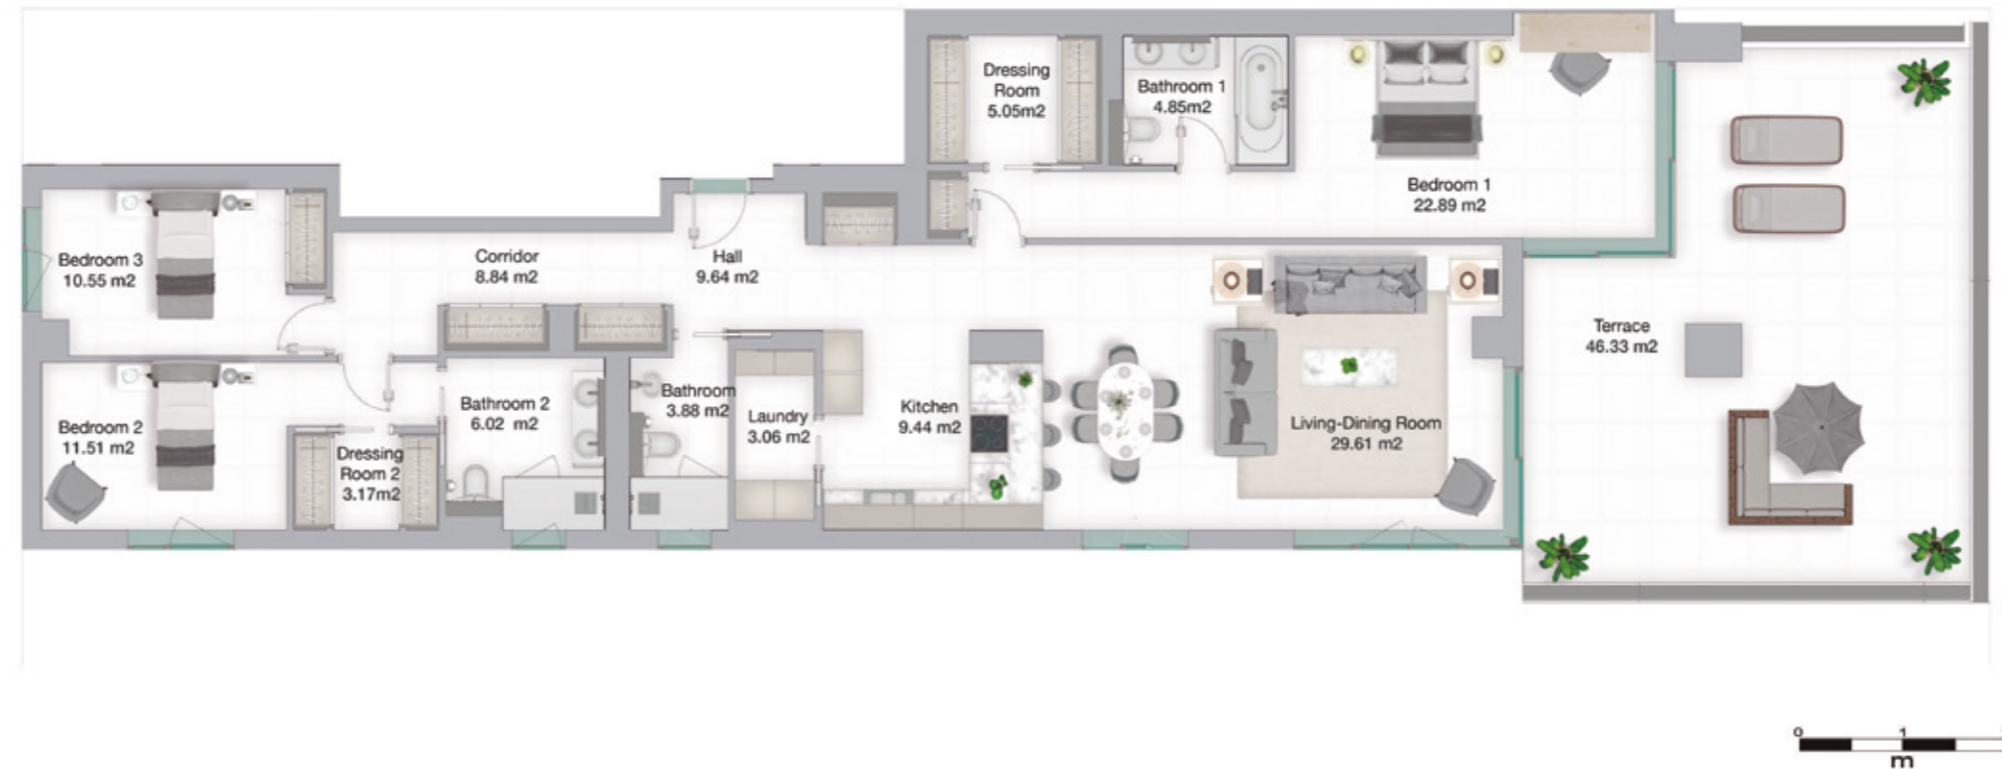 Dressing
Room
5.05m2
Bathroom 1
4.85m2
Bedroom 1
22.89 m2
Bedroom 3
10.55 m2
Corridor
8.84 m2
Hall
9.64 m2
Terrace
46.33 m2
Bedroom 2
11.51 m2
Dressing
Room 2
3.17m2
Bathroom 2
6.02 m2
Bathroom
3.88 m2
Laundry
3.06 m2
Kitchen
9.44 m2
Living-Dining Room
29.61 m2
0 1
m